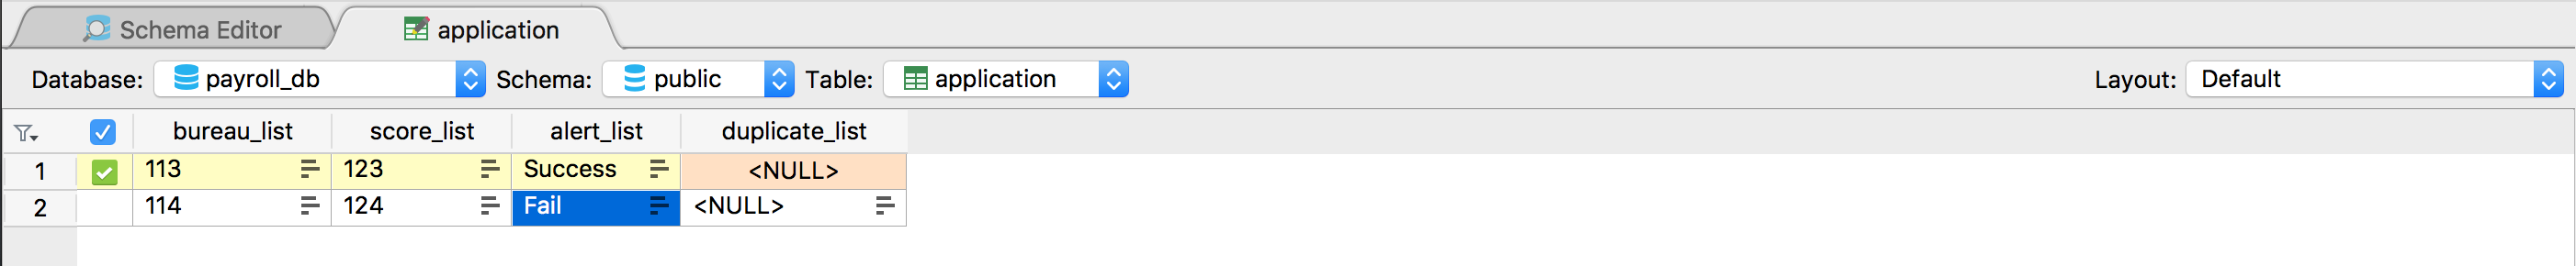 Schema Editor application
Database: payroll_db Schema: public Table: application Layout: Default
bureau_list score_list alert_list duplicate_list
1 113 123 Success <NULL>
2 114 124 Fail <NULL>